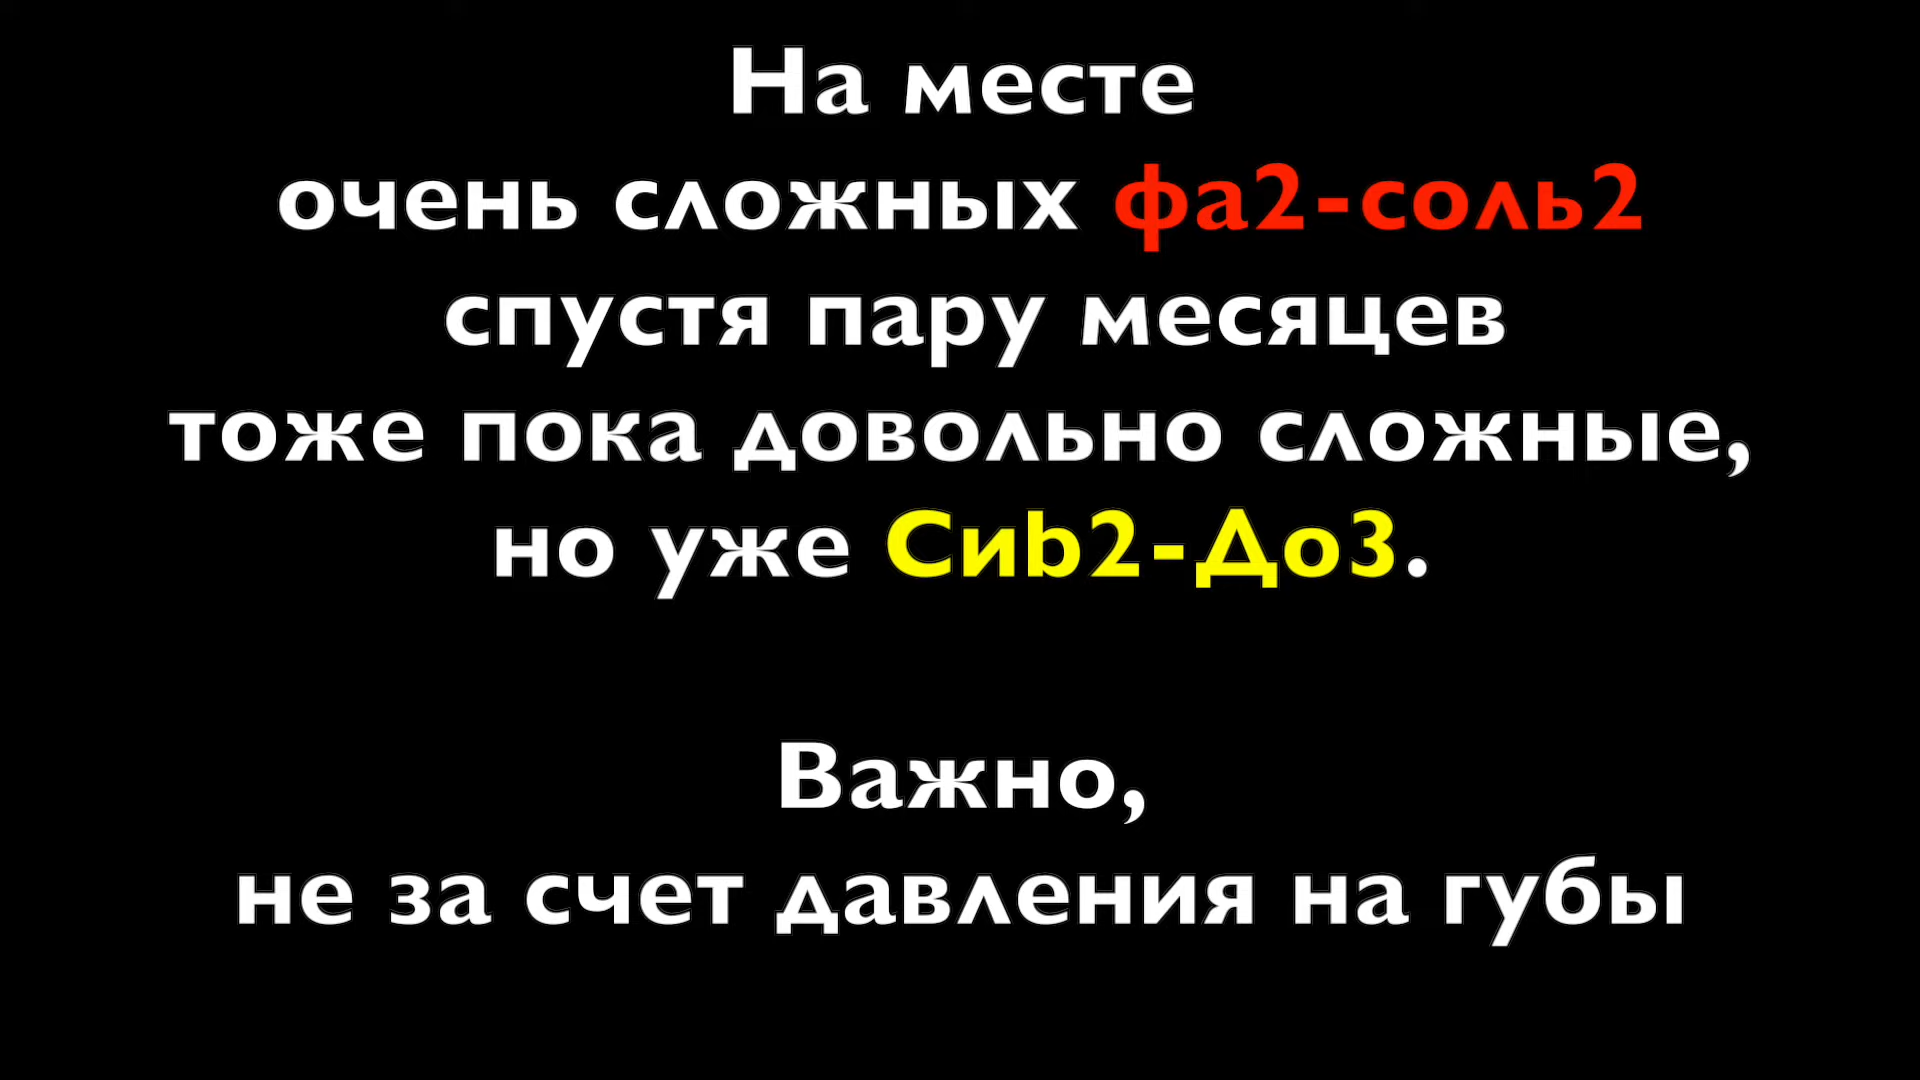 На месте
очень сложных фа2-соль2
спустя пару месяцев
тоже пока довольно сложные,
но уже Сиb2-До3.
Важно,
не за счет давления на губы